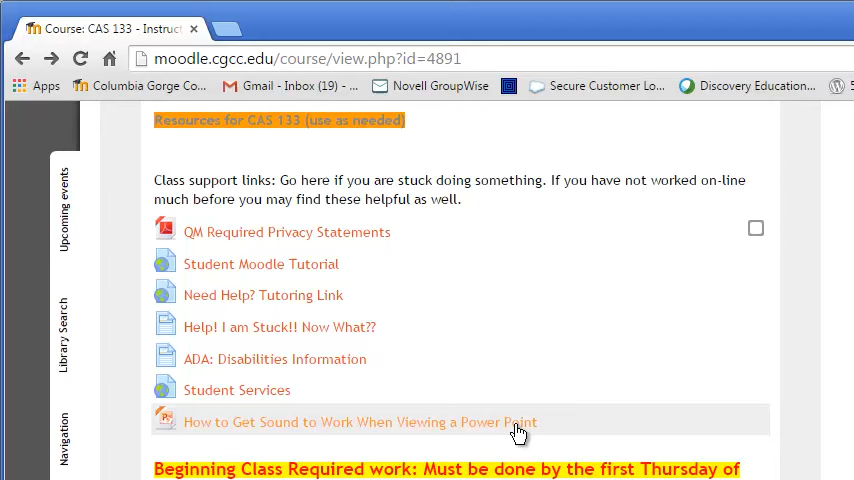 Course: CAS 133 - Instruct
moodle.cgcc.edu/course/view.php?id=4891
Apps Columbia Gorge Co... Gmail - Inbox (19) - ... Novell GroupWise Secure Customer Lo... Discovery Education...
Resources for CAS 133 (use as needed)
Class support links: Go here if you are stuck doing something. If you have not worked on-line
much before you may find these helpful as well.
QM Required Privacy Statements
Student Moodle Tutorial
Need Help? Tutoring Link
Help! I am Stuck!! Now What??
ADA: Disabilities Information
Student Services
How to Get Sound to Work When Viewing a Power Point
Beginning Class Required work: Must be done by the first Thursday of
Upcoming events
Library Search
Navigation